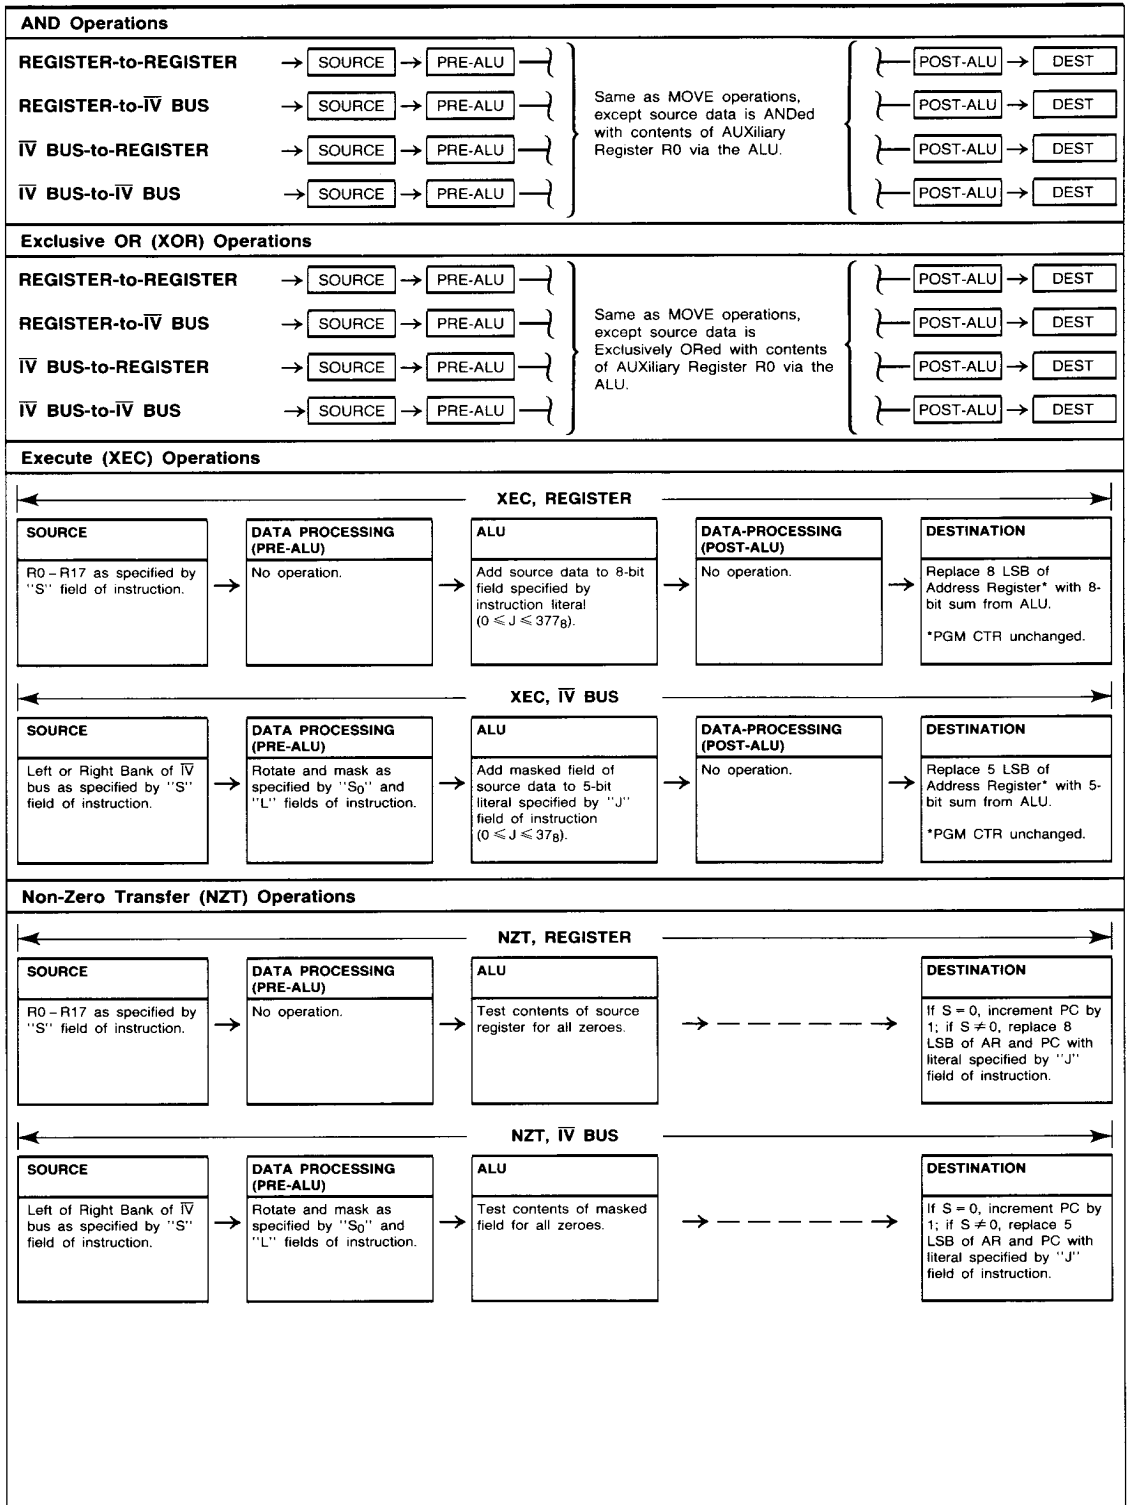 AND Operations
REGISTER-to-REGISTER → SOURCE → PRE-ALU POST-ALU → DEST
REGISTER-to-I̅V̅ BUS → SOURCE → PRE-ALU POST-ALU → DEST
I̅V̅ BUS-to-REGISTER → SOURCE → PRE-ALU POST-ALU → DEST
I̅V̅ BUS-to-I̅V̅ BUS → SOURCE → PRE-ALU POST-ALU → DEST
Same as MOVE operations,
except source data is ANDed
with contents of AUXiliary
Register R0 via the ALU.
Exclusive OR (XOR) Operations
REGISTER-to-REGISTER → SOURCE → PRE-ALU POST-ALU → DEST
REGISTER-to-I̅V̅ BUS → SOURCE → PRE-ALU POST-ALU → DEST
I̅V̅ BUS-to-REGISTER → SOURCE → PRE-ALU POST-ALU → DEST
I̅V̅ BUS-to-I̅V̅ BUS → SOURCE → PRE-ALU POST-ALU → DEST
Same as MOVE operations,
except source data is
Exclusively ORed with contents
of AUXiliary Register R0 via the
ALU.
Execute (XEC) Operations
XEC, REGISTER
SOURCE
R0–R17 as specified by
"S" field of instruction.
DATA PROCESSING
(PRE-ALU)
No operation.
ALU
Add source data to 8-bit
field specified by
instruction literal
(0 ⩽ J ⩽ 377₈).
DATA-PROCESSING
(POST-ALU)
No operation.
DESTINATION
Replace 8 LSB of
Address Register* with 8-
bit sum from ALU.
*PGM CTR unchanged.
XEC, I̅V̅ BUS
SOURCE
Left or Right Bank of I̅V̅
bus as specified by "S"
field of instruction.
DATA PROCESSING
(PRE-ALU)
Rotate and mask as
specified by "S₀" and
"L" fields of instruction.
ALU
Add masked field of
source data to 5-bit
literal specified by "J"
field of instruction
(0 ⩽ J ⩽ 37₈).
DATA-PROCESSING
(POST-ALU)
No operation.
DESTINATION
Replace 5 LSB of
Address Register* with 5-
bit sum from ALU.
*PGM CTR unchanged.
Non-Zero Transfer (NZT) Operations
NZT, REGISTER
SOURCE
R0–R17 as specified by
"S" field of instruction.
DATA PROCESSING
(PRE-ALU)
No operation.
ALU
Test contents of source
register for all zeroes.
DESTINATION
If S = 0, increment PC by
1; if S ≠ 0, replace 8
LSB of AR and PC with
literal specified by "J"
field of instruction.
NZT, I̅V̅ BUS
SOURCE
Left of Right Bank of I̅V̅
bus as specified by "S"
field of instruction.
DATA PROCESSING
(PRE-ALU)
Rotate and mask as
specified by "S₀" and
"L" fields of instruction.
ALU
Test contents of masked
field for all zeroes.
DESTINATION
If S = 0, increment PC by
1; if S ≠ 0, replace 5
LSB of AR and PC with
literal specified by "J"
field of instruction.